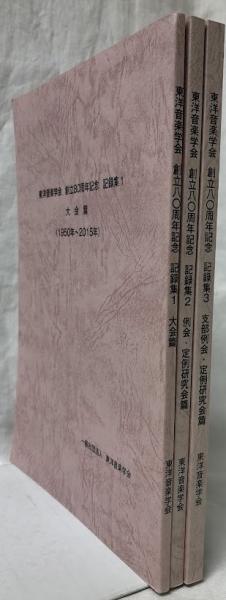 東洋音楽学会 創立80周年記念 記録集1
大会篇
(1950年~2015年)
一般社団法人 東洋音楽学会
東洋音楽学会 創立八〇周年記念 記録集1 大会篇 東洋音楽学会
東洋音楽学会 創立八〇周年記念 記録集2 例会・定例研究会篇 東洋音楽学会
東洋音楽学会 創立八〇周年記念 記録集3 支部例会・定例研究会篇 東洋音楽学会